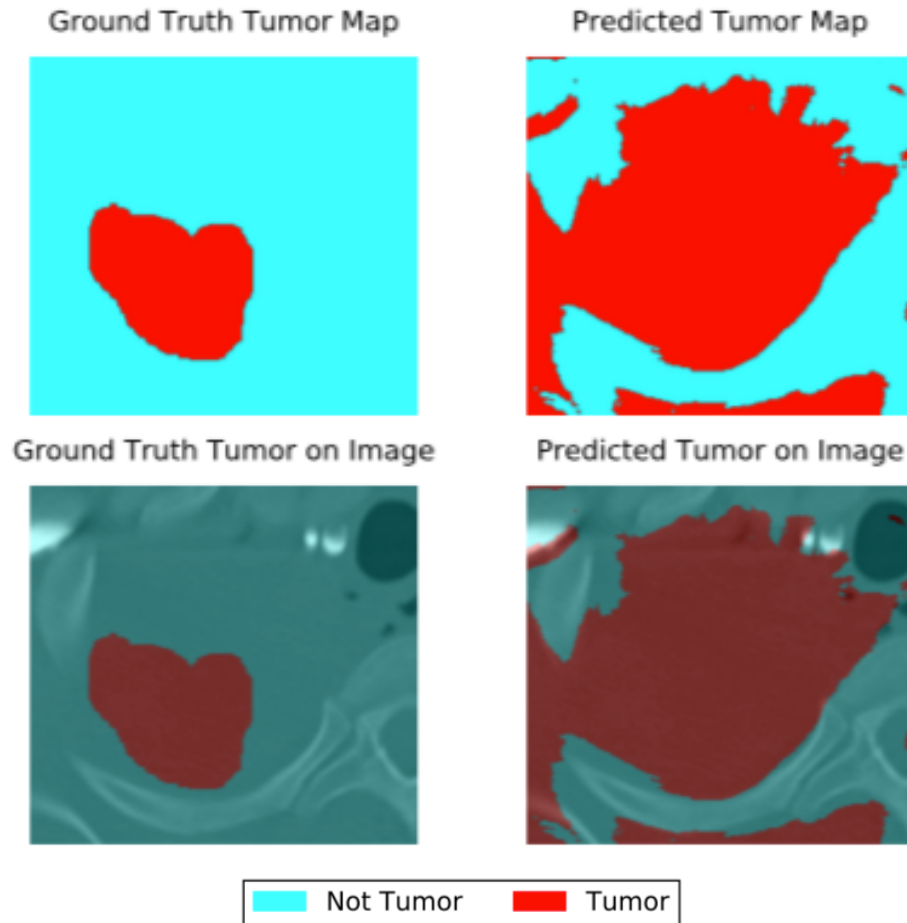 Ground Truth Tumor Map
Predicted Tumor Map
Ground Truth Tumor on Image
Predicted Tumor on Image
Not Tumor
Tumor